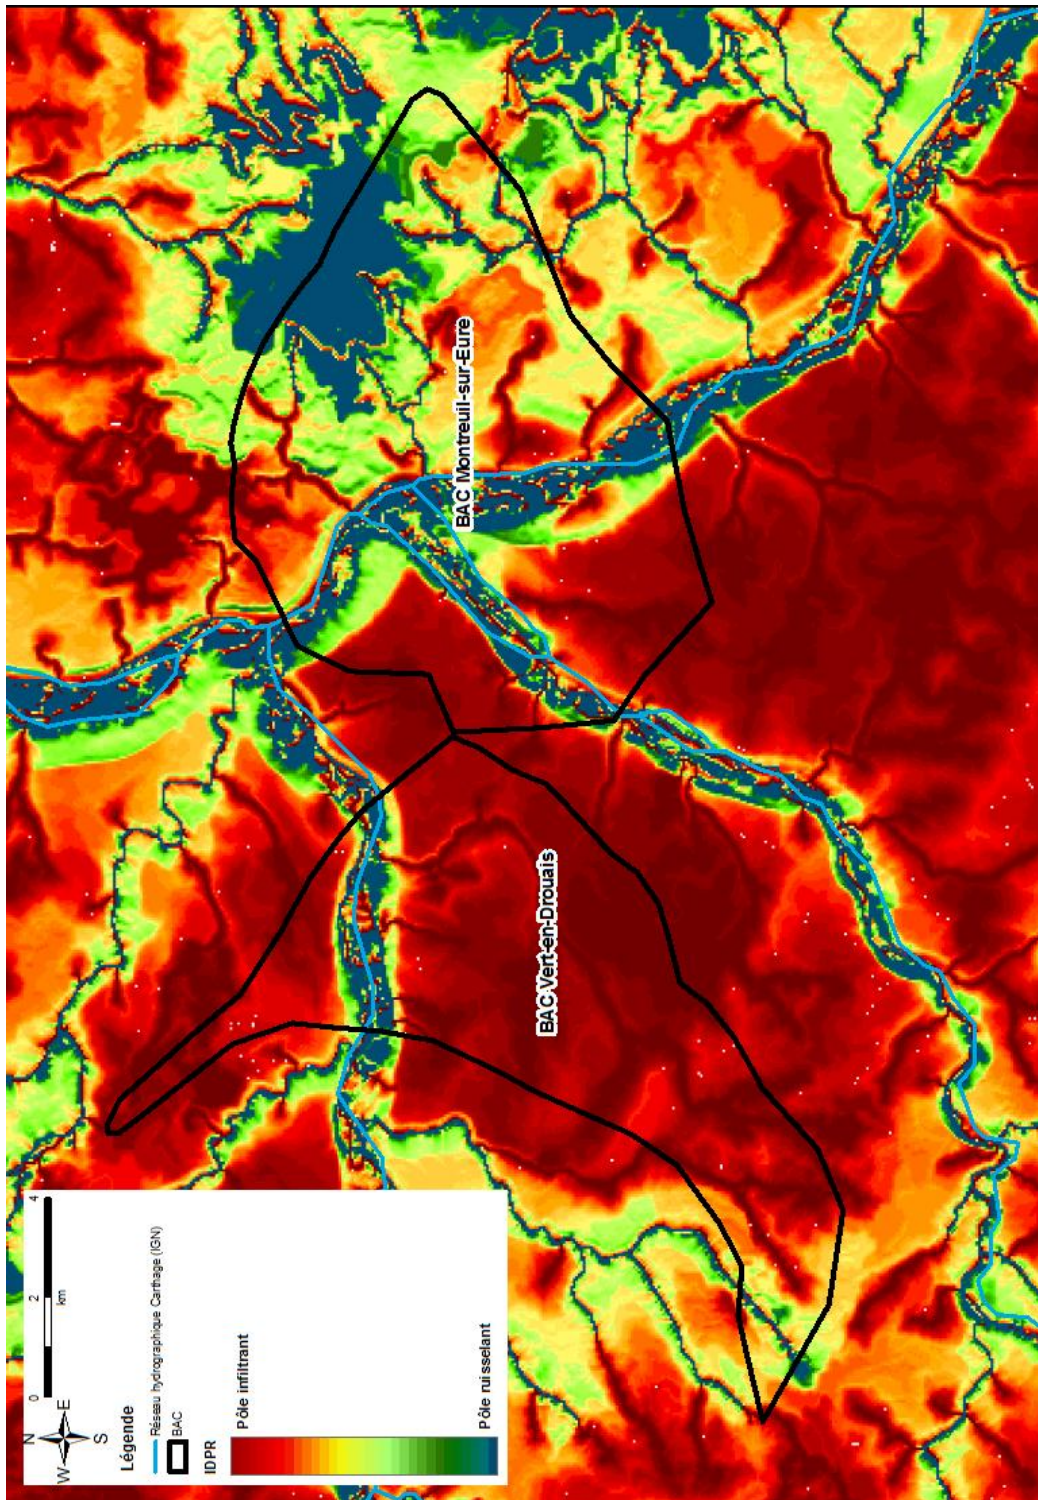 N
W
E
S
0
2
4
km
Légende
Réseau hydrographique Carthage (IGN)
BAC
IDPR
Pôle infiltrant
Pôle ruisselant
BAC Vert-en-Drouais
BAC Montreuil-sur-Eure